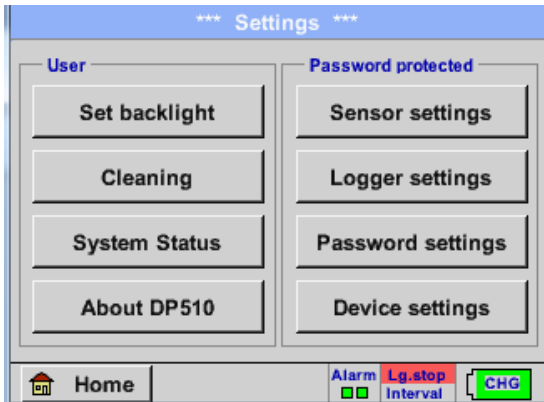 *** Settings ***
User
Set backlight
Cleaning
System Status
About DP510
Password protected
Sensor settings
Logger settings
Password settings
Device settings
Home
Alarm
Lg.stop
Interval
CHG